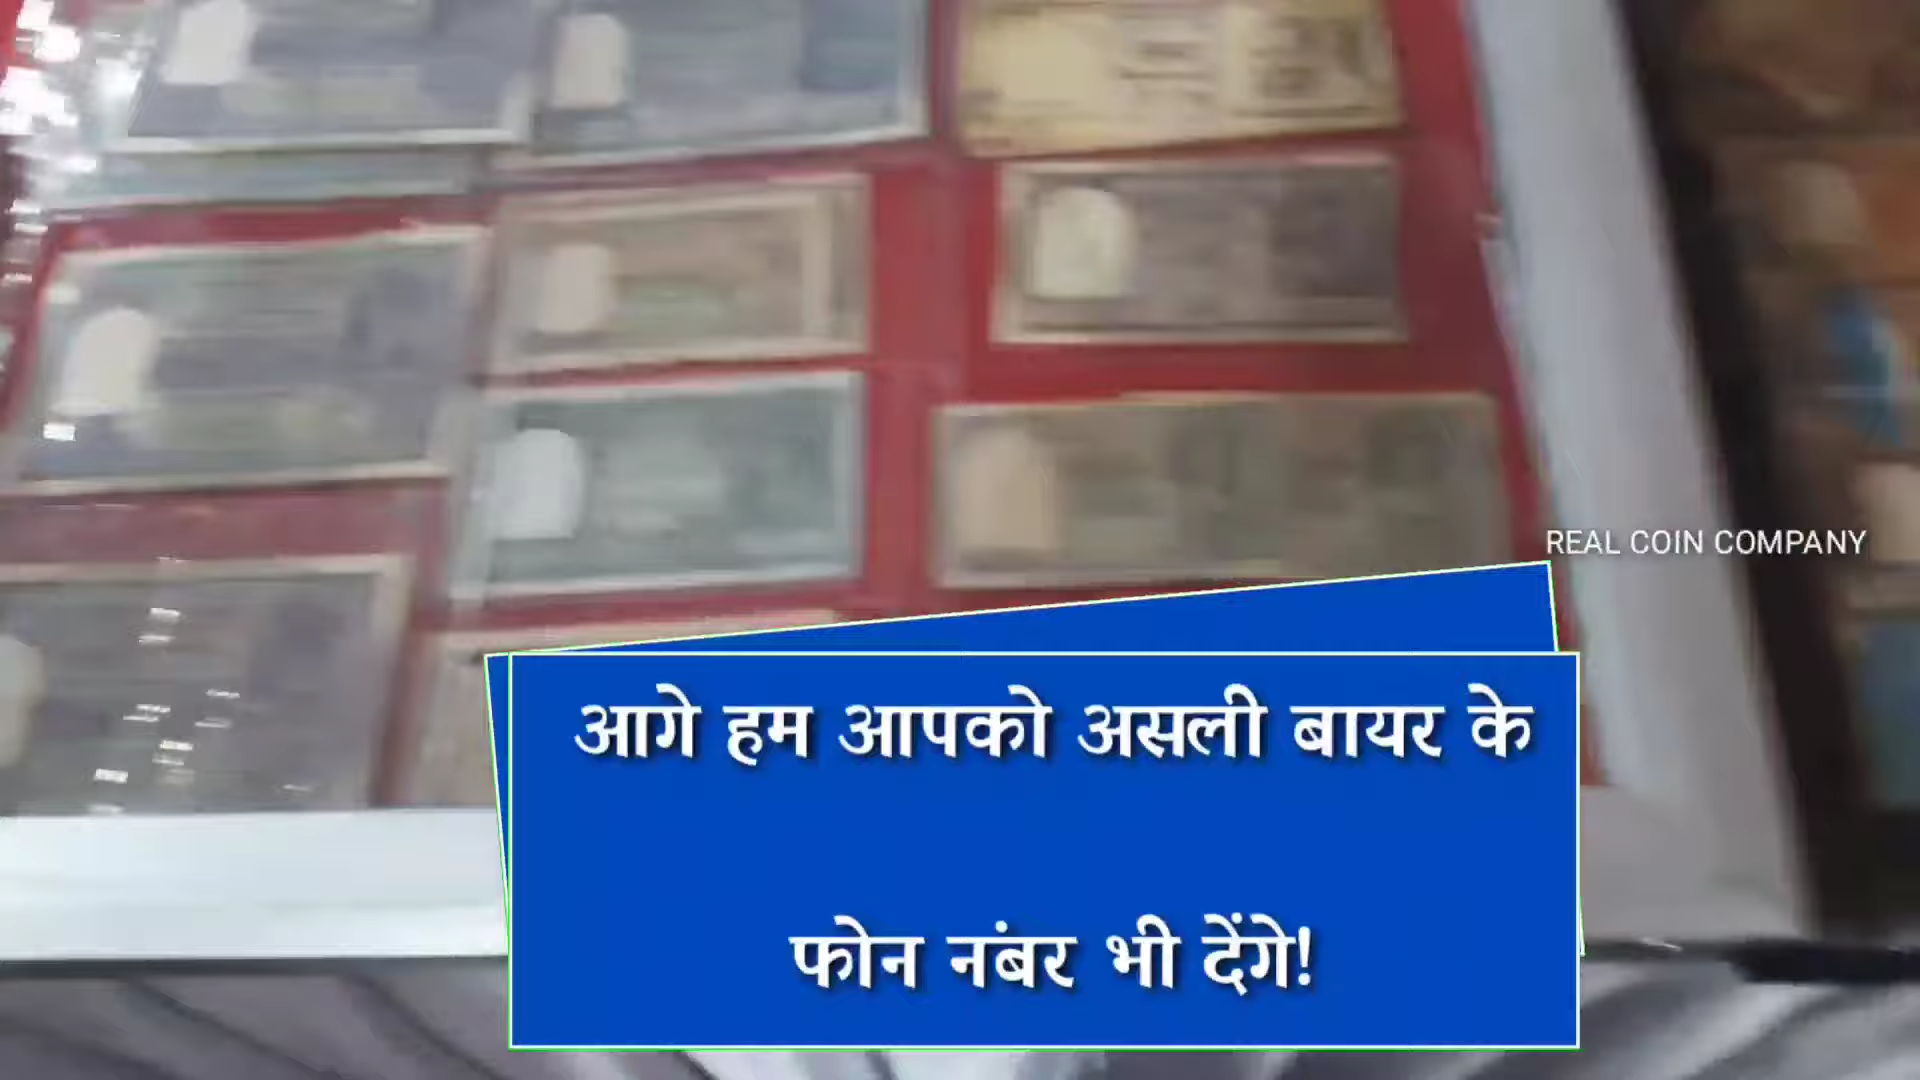 REAL COIN COMPANY
आगे हम आपको असली बायर के
फोन नंबर भी देंगे!